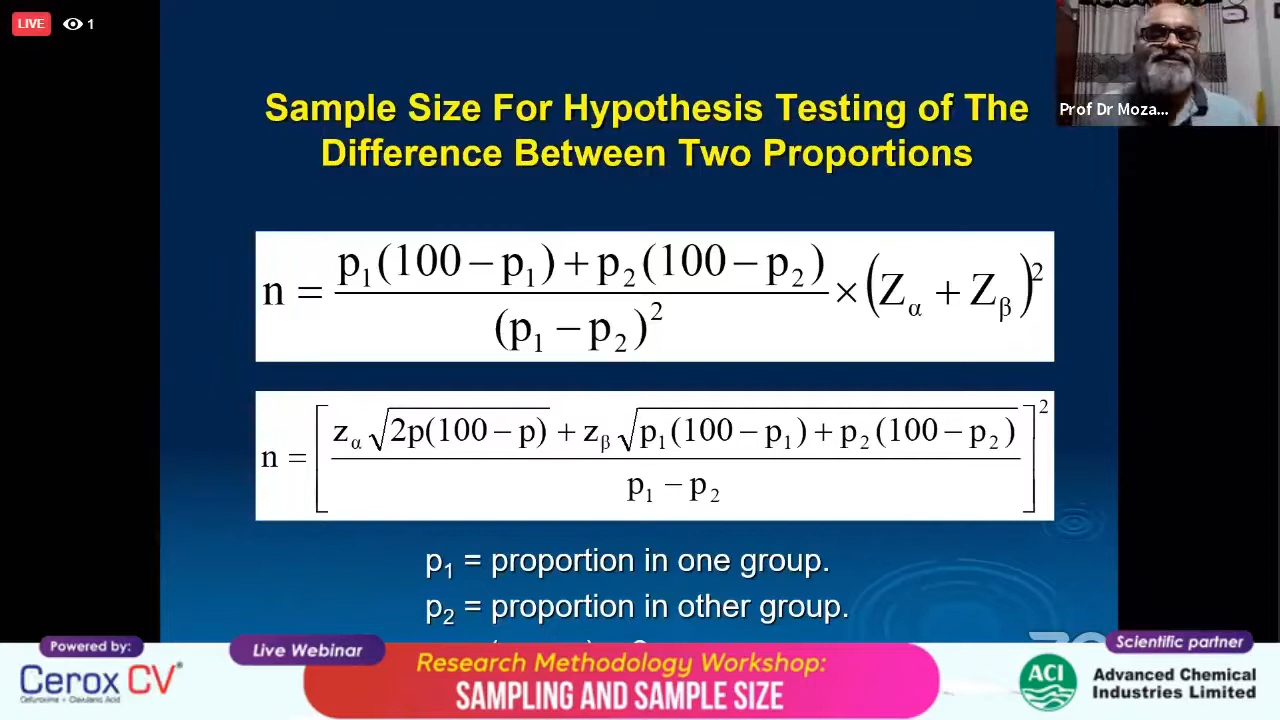 LIVE
1
Prof Dr Moza...
Sample Size For Hypothesis Testing of The
Difference Between Two Proportions
n = p₁(100 − p₁) + p₂(100 − p₂) / (p₁ − p₂)² × (Zα + Zβ)²
n = [ zα √2p(100 − p) + zβ √p₁(100 − p₁) + p₂(100 − p₂) / p₁ − p₂ ]²
p₁ = proportion in one group.
p₂ = proportion in other group.
Powered by:
Cerox CV®
Cefuroxime + Clavulanic Acid
Live Webinar
Research Methodology Workshop:
SAMPLING AND SAMPLE SIZE
Scientific partner
ACI
Advanced Chemical
Industries Limited